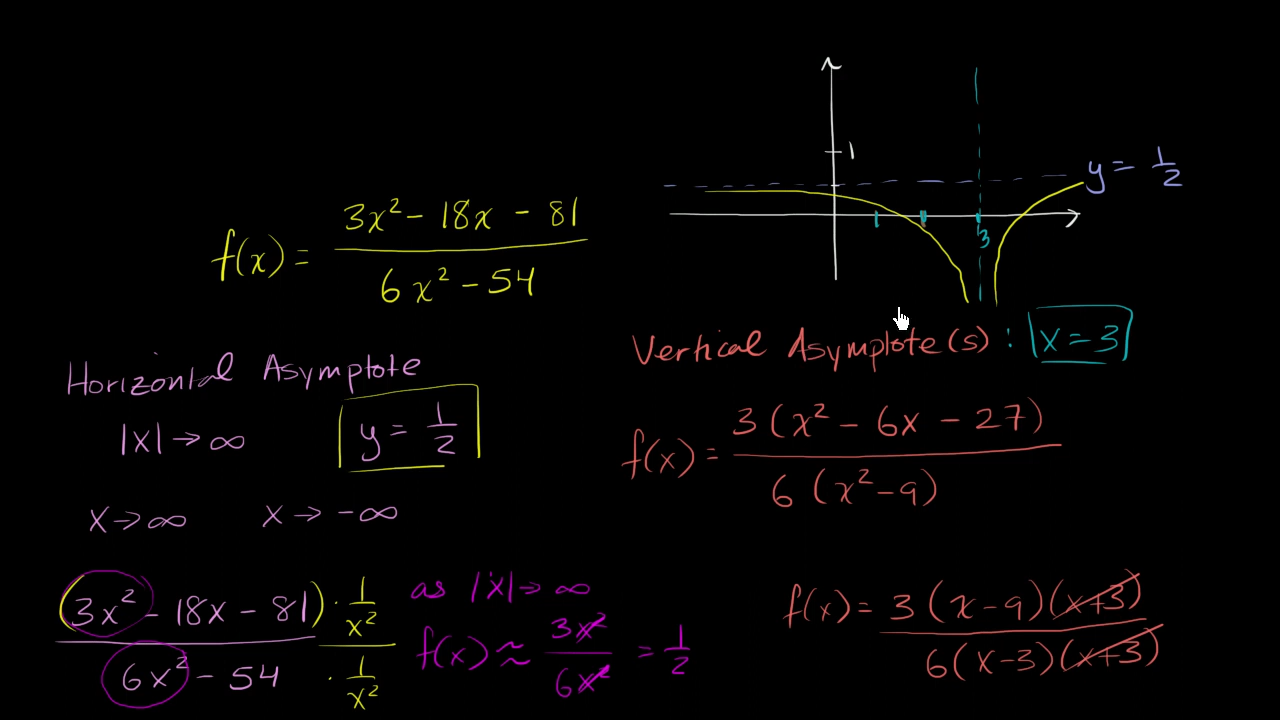 1
y = 1/2
3
f(x) = (3x² - 18x - 81)/(6x² - 54)
Horizontal Asymptote
|x| → ∞
y = 1/2
x → ∞ x → -∞
(3x² - 18x - 81) · 1/x²
6x² - 54 · 1/x²
as |x| → ∞
f(x) ≈ 3x²/6x² = 1/2
Vertical Asymptote(s) : x = 3
f(x) = 3(x² - 6x - 27)/6(x² - 9)
f(x) = 3(x - 9)(x + 3)/6(x - 3)(x + 3)